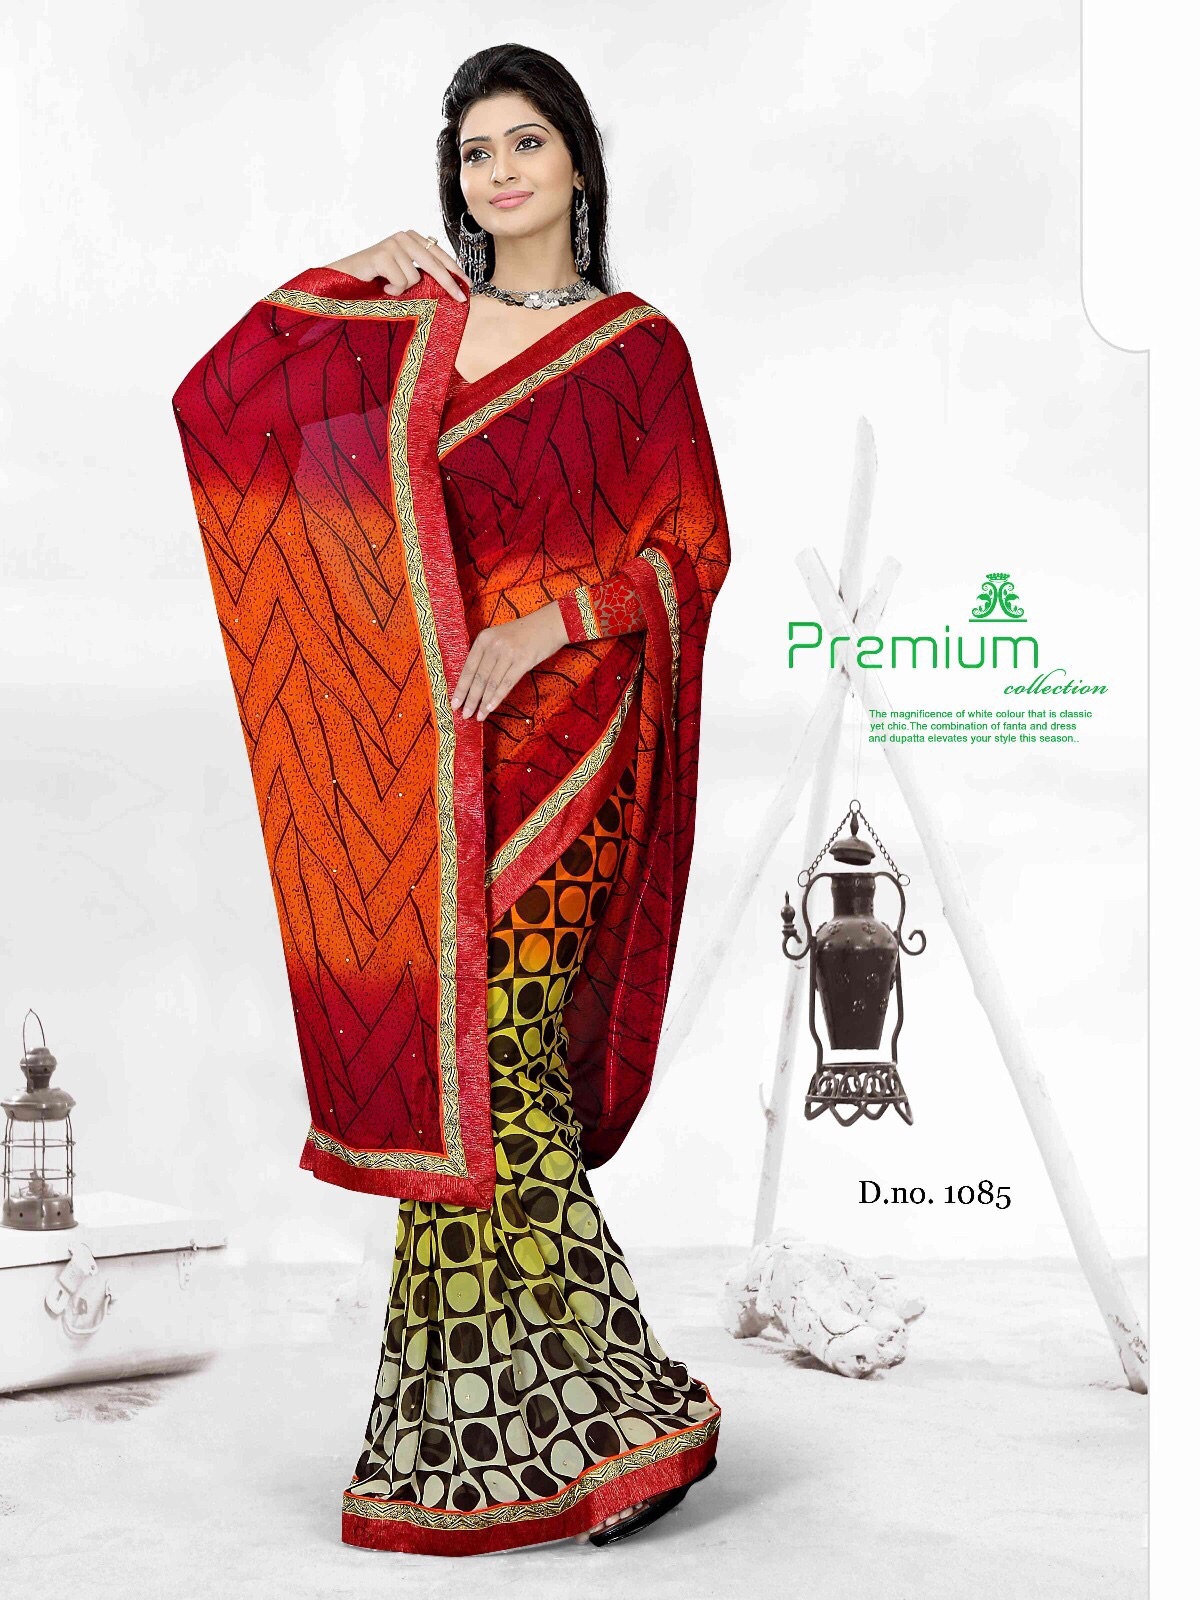 Premium
collection
The magnificence of white colour that is classic
yet chic.The combination of fanta and dress
and dupatta elevates your style this season..
D.no. 1085